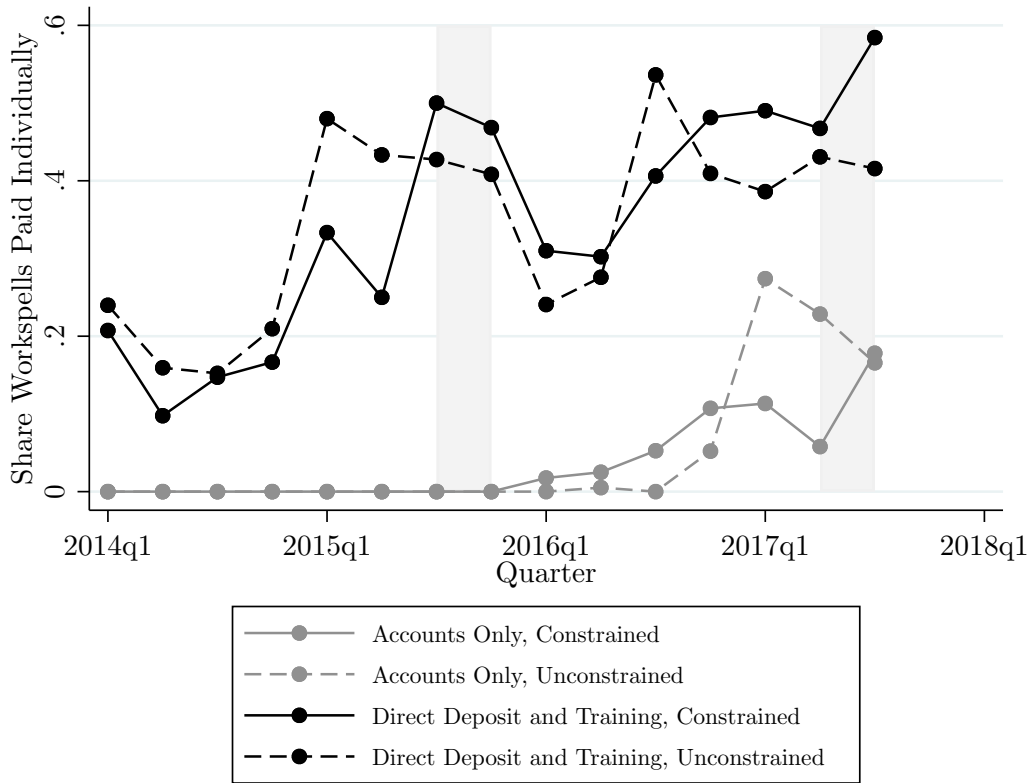 Share Workspells Paid Individually
.6
.4
.2
0
2014q1 2015q1 2016q1 2017q1 2018q1
Quarter
Accounts Only, Constrained
Accounts Only, Unconstrained
Direct Deposit and Training, Constrained
Direct Deposit and Training, Unconstrained